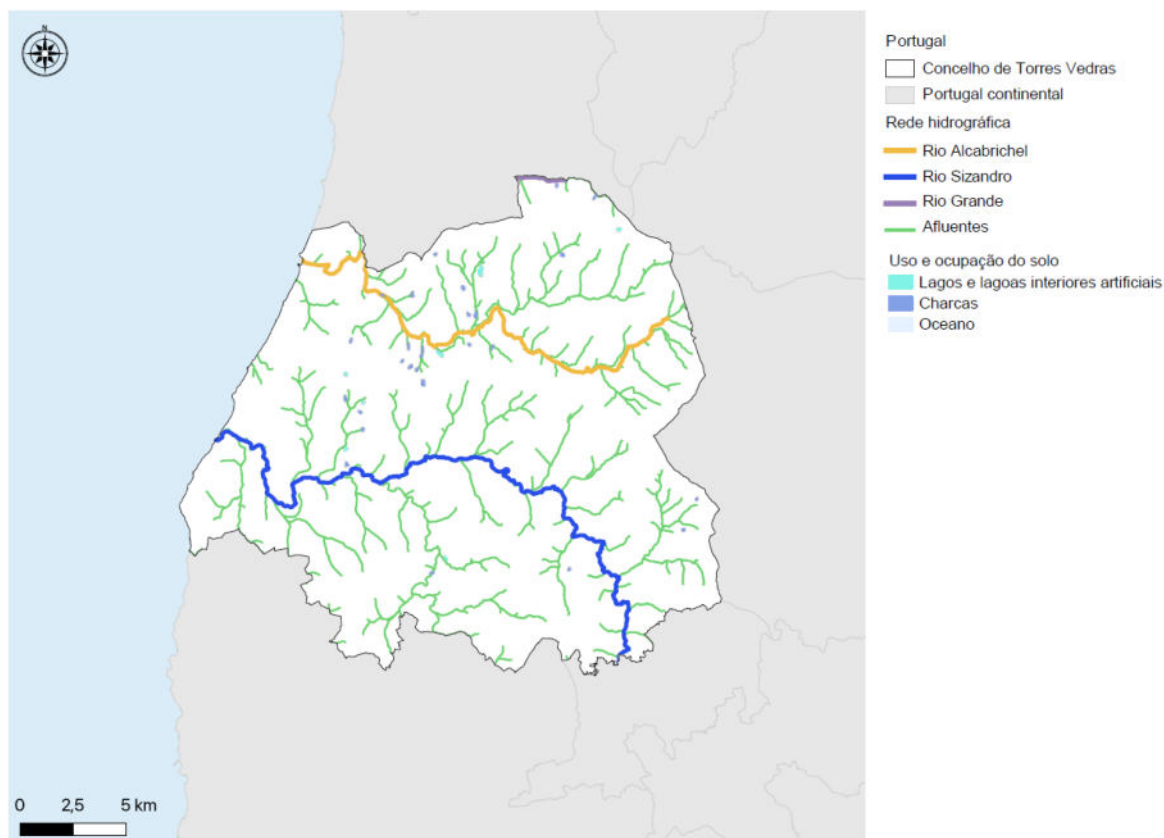 N
Portugal
Concelho de Torres Vedras
Portugal continental
Rede hidrográfica
Rio Alcabrichel
Rio Sizandro
Rio Grande
Afluentes
Uso e ocupação do solo
Lagos e lagoas interiores artificiais
Charcas
Oceano
0 2,5 5 km